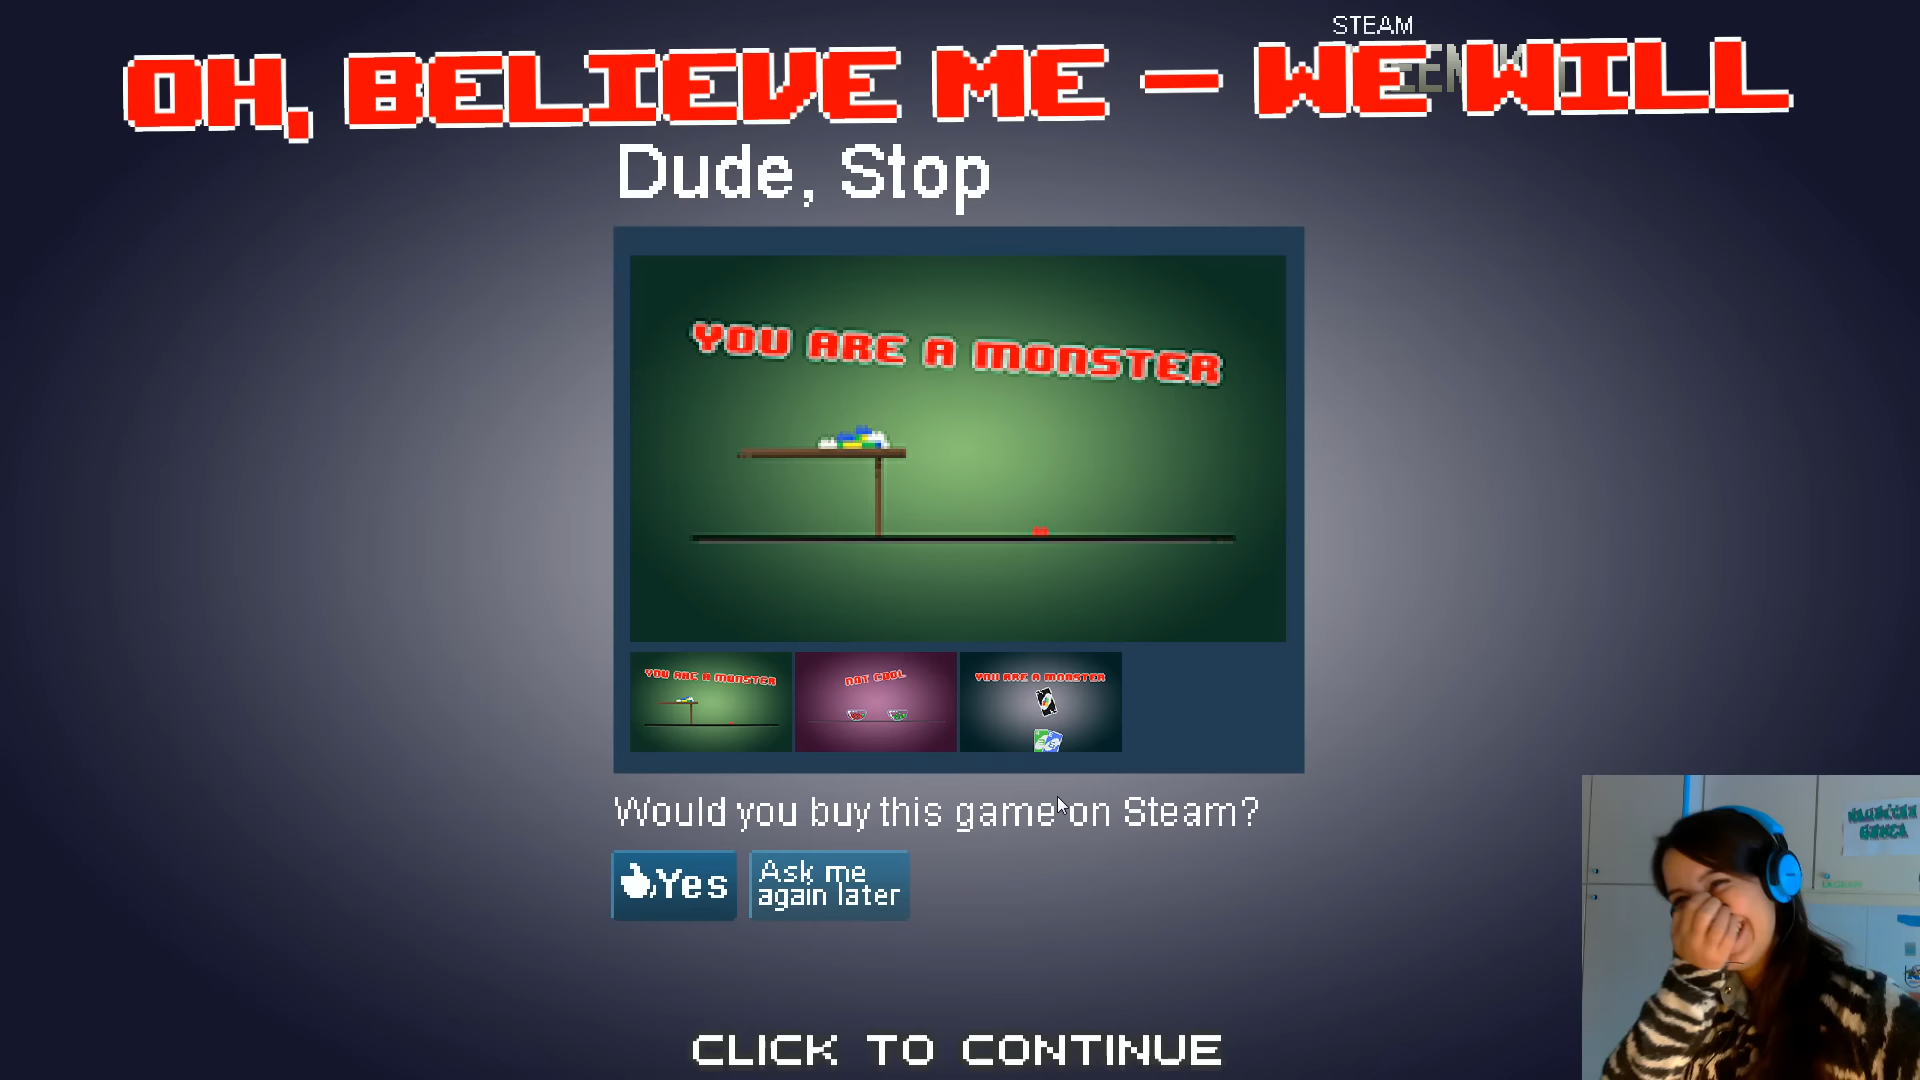 STEAM
OH, BELIEVE ME — WE WILL
Dude, Stop
YOU ARE A MONSTER
YOU ARE A MONSTER
NOT COOL
YOU ARE A MONSTER
Would you buy this game on Steam?
Yes
Ask me
again later
CLICK TO CONTINUE